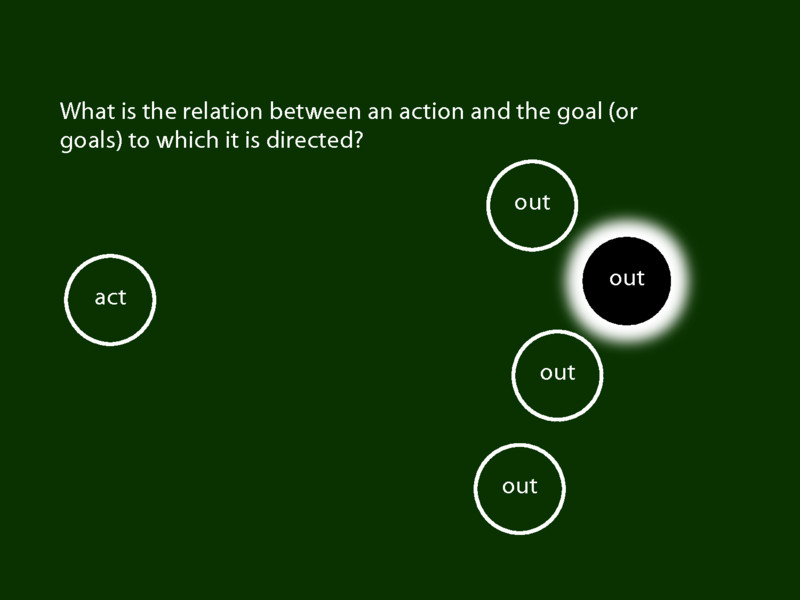 What is the relation between an action and the goal (or
goals) to which it is directed?
out
out
act
out
out